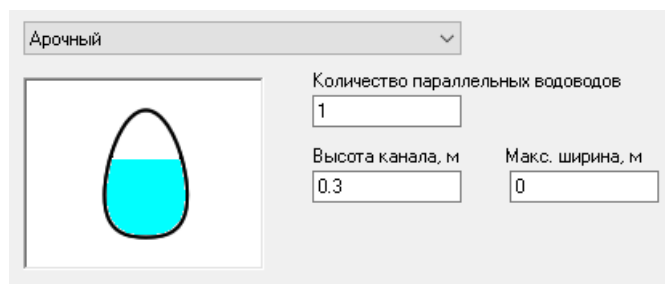 Арочный
Количество параллельных водоводов
1
Высота канала, м
Макс. ширина, м
0.3
0